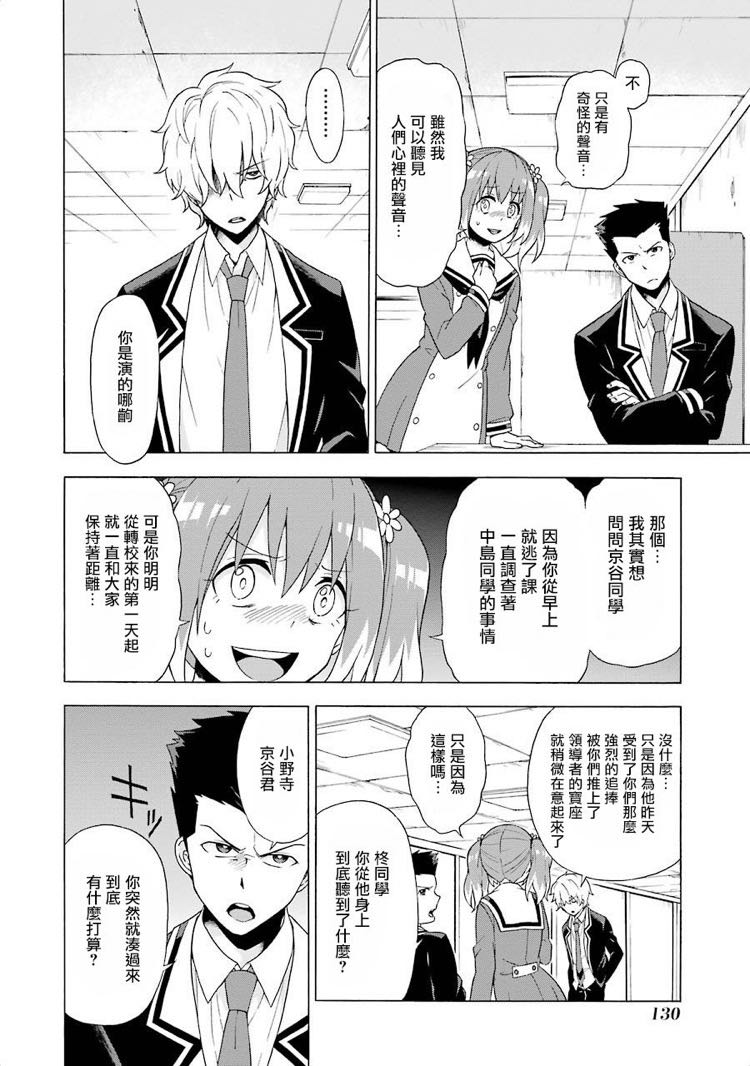 不
只是有
奇怪的聲音…
雖然我
可以聽見
人們心裡的聲音…
………
你是演的哪齣
那個…
我其實想
問問京谷同學
因為你從早上
就逃了課
一直調查著
中島同學的事情
可是你明明
從轉校來的第一天起
就一直和大家
保持著距離…
沒什麼…
只是因為他昨天
受到了你們那麼
強烈的追捧
被你們推上了
領導者的寶座
就稍微在意起來了
只是因為
這樣嗎…
柊同學
你從他身上
到底聽到了什麼?
小野寺
京谷君
你突然就湊過來
到底
有什麼打算?
130